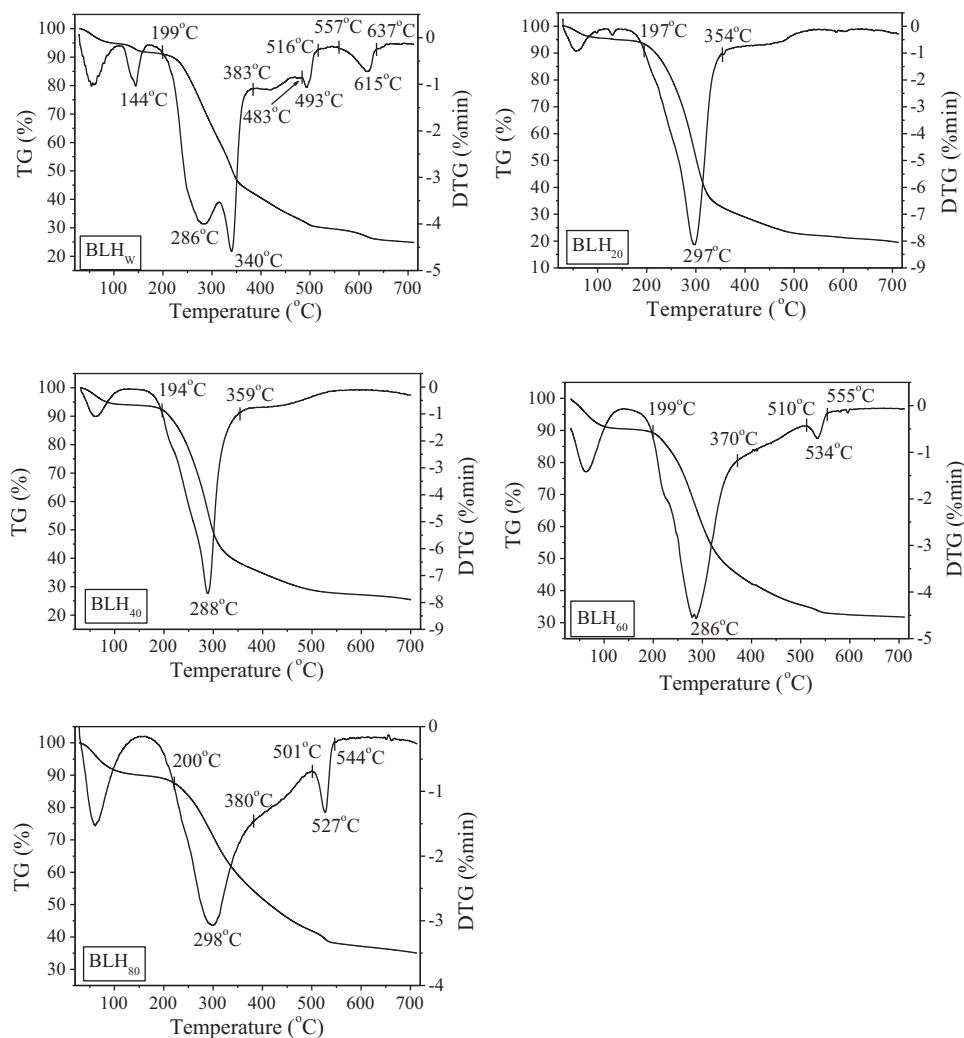 199°C
516°C
557°C
637°C
383°C
144°C
483°C
493°C
615°C
286°C
340°C
BLH_W
TG (%)
100
90
80
70
60
50
40
30
20
DTG (%min)
0
-1
-2
-3
-4
-5
100 200 300 400 500 600 700
Temperature (°C)
197°C
354°C
297°C
BLH_20
TG (%)
100
90
80
70
60
50
40
30
20
10
DTG (%min)
0
-1
-2
-3
-4
-5
-6
-7
-8
-9
100 200 300 400 500 600 700
Temperature (°C)
194°C
359°C
288°C
BLH_40
TG (%)
100
90
80
70
60
50
40
30
20
DTG (%min)
0
-1
-2
-3
-4
-5
-6
-7
-8
-9
100 200 300 400 500 600 700
Temperature (°C)
199°C
510°C
555°C
370°C
534°C
286°C
BLH_60
TG (%)
100
90
80
70
60
50
40
30
DTG (%min)
0
-1
-2
-3
-4
-5
100 200 300 400 500 600 700
Temperature (°C)
200°C
501°C
544°C
380°C
527°C
298°C
BLH_80
TG (%)
100
90
80
70
60
50
40
30
DTG (%min)
0
-1
-2
-3
-4
100 200 300 400 500 600 700
Temperature (°C)